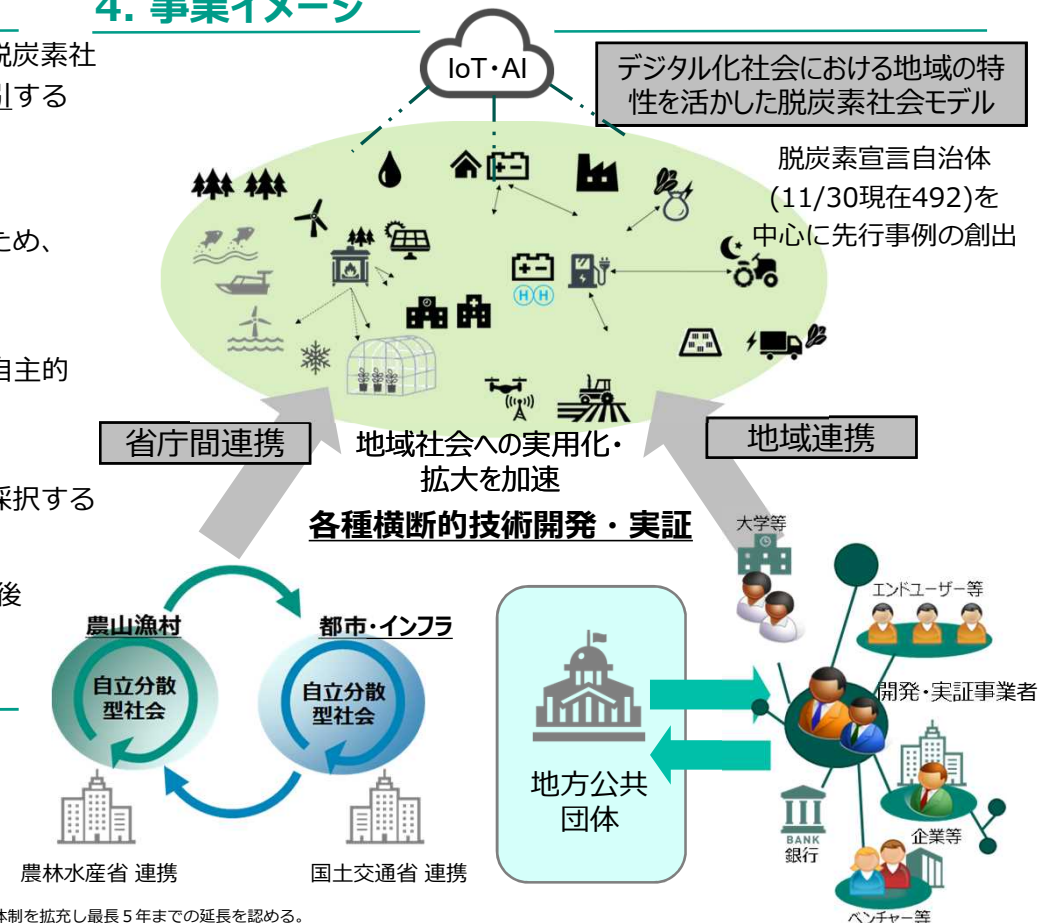 4. 事業イメージ
脱炭素社
引する
ため、
自主的
採択する
後
IoT・AI
デジタル化社会における地域の特
性を活かした脱炭素社会モデル
脱炭素宣言自治体
(11/30現在492)を
中心に先行事例の創出
H H
省庁間連携
地域社会への実用化・
拡大を加速
地域連携
各種横断的技術開発・実証
農山漁村
都市・インフラ
自立分散
型社会
自立分散
型社会
農林水産省 連携
国土交通省 連携
地方公共
団体
大学等
エンドユーザー等
開発・実証事業者
企業等
BANK
銀行
ベンチャー等
体制を拡充し最長5年までの延長を認める。